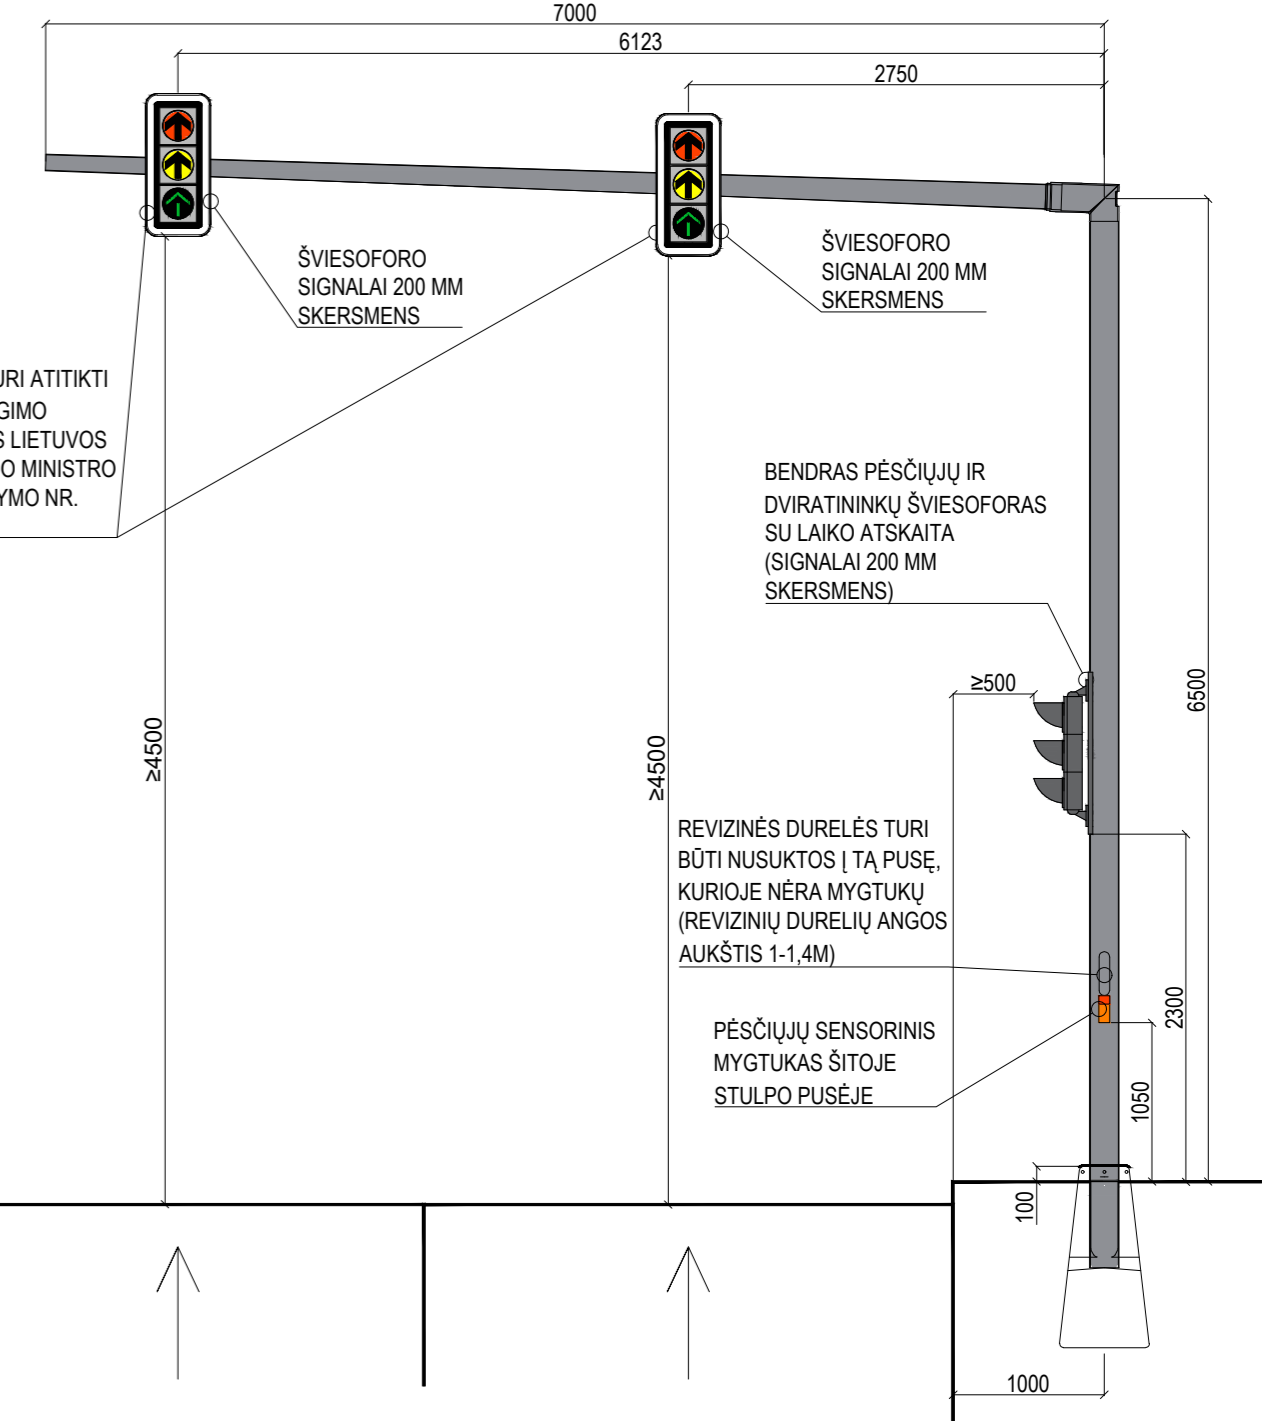 7000
6123
2750
ŠVIESOFORO
SIGNALAI 200 MM
SKERSMENS
ŠVIESOFORO
SIGNALAI 200 MM
SKERSMENS
URI ATITIKTI
GIMO
S LIETUVOS
O MINISTRO
YMO NR.
BENDRAS PĖSČIŲJŲ IR
DVIRATININKŲ ŠVIESOFORAS
SU LAIKO ATSKAITA
(SIGNALAI 200 MM
SKERSMENS)
≥500
6500
≥4500
≥4500
REVIZINĖS DURELĖS TURI
BŪTI NUSUKTOS Į TĄ PUSĘ,
KURIOJE NĖRA MYGTUKŲ
(REVIZINIŲ DURELIŲ ANGOS
AUKŠTIS 1-1,4M)
2300
PĖSČIŲJŲ SENSORINIS
MYGTUKAS ŠITOJE
STULPO PUSĖJE
1050
100
1000